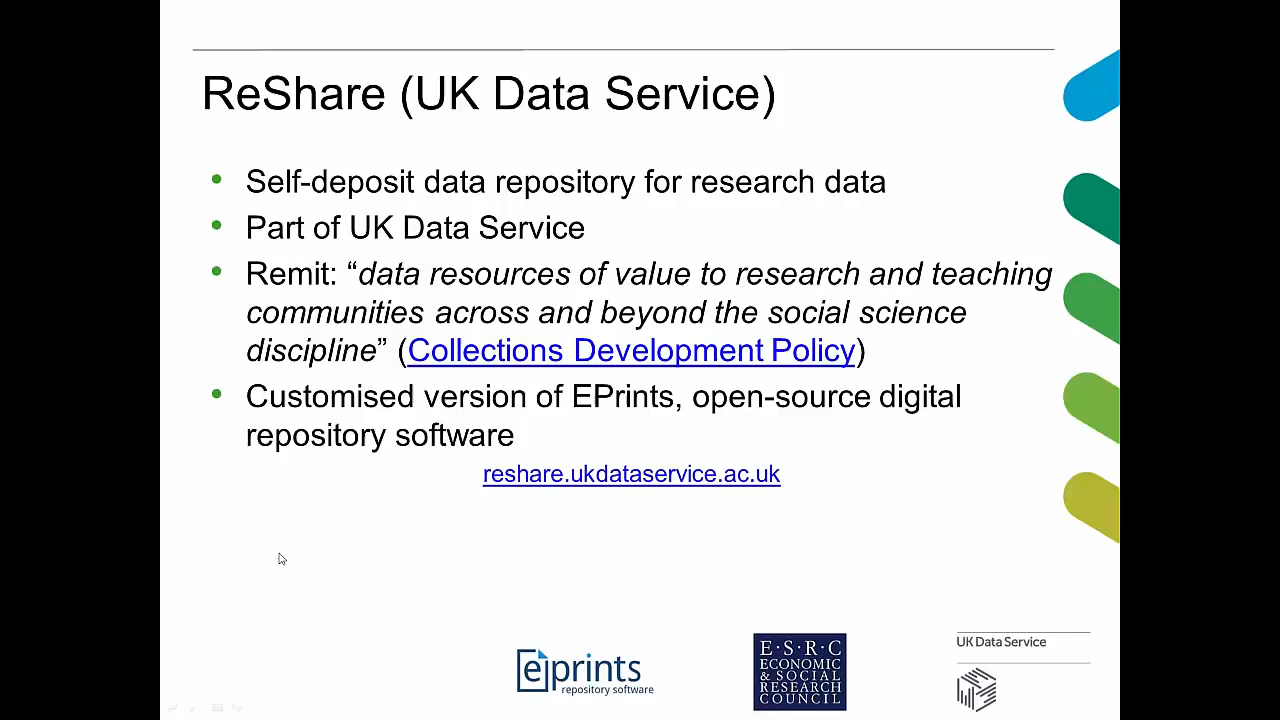 ReShare (UK Data Service)
• Self-deposit data repository for research data
• Part of UK Data Service
• Remit: “data resources of value to research and teaching
communities across and beyond the social science
discipline” (Collections Development Policy)
• Customised version of EPrints, open-source digital
repository software
reshare.ukdataservice.ac.uk
eprints
repository software
E·S·R·C
ECONOMIC
& SOCIAL
RESEARCH
COUNCIL
UK Data Service